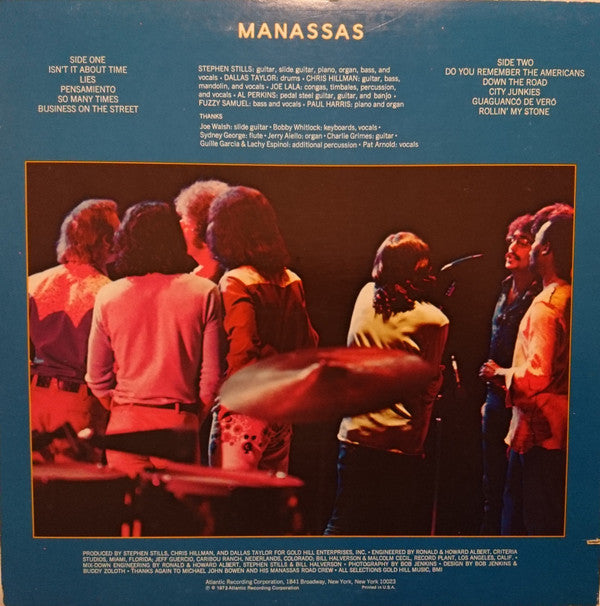 MANASSAS
SIDE ONE
ISN'T IT ABOUT TIME
LIES
PENSAMIENTO
SO MANY TIMES
BUSINESS ON THE STREET
STEPHEN STILLS: guitar, slide guitar, piano, organ, bass, and
vocals • DALLAS TAYLOR: drums • CHRIS HILLMAN: guitar, bass,
mandolin, and vocals • JOE LALA: congas, timbales, percussion,
and vocals • AL PERKINS: pedal steel guitar, guitar, and banjo •
FUZZY SAMUEL: bass and vocals • PAUL HARRIS: piano and organ
THANKS
Joe Walsh: slide guitar • Bobby Whitlock: keyboards, vocals •
Sydney George: flute • Jerry Aiello: organ • Charlie Grimes: guitar •
Guille Garcia & Lachy Espinol: additional percussion • Pat Arnold: vocals
SIDE TWO
DO YOU REMEMBER THE AMERICANS
DOWN THE ROAD
CITY JUNKIES
GUAGUANCÓ DE VERÓ
ROLLIN' MY STONE
PRODUCED BY STEPHEN STILLS, CHRIS HILLMAN, AND DALLAS TAYLOR FOR GOLD HILL ENTERPRISES, INC. • ENGINEERED BY RONALD & HOWARD ALBERT, CRITERIA
STUDIOS, MIAMI, FLORIDA; JEFF GUERCIO, CARIBOU RANCH, NEDERLANDS, COLORADO; BILL HALVERSON & MALCOLM CECIL, RECORD PLANT, LOS ANGELES, CALIF. •
MIX-DOWN ENGINEERING BY RONALD & HOWARD ALBERT, STEPHEN STILLS & BILL HALVERSON • PHOTOGRAPHY BY BOB JENKINS • DESIGN BY BOB JENKINS &
BUDDY ZOLOTH • THANKS AGAIN TO MICHAEL JOHN BOWEN AND HIS MANASSAS ROAD CREW • ALL SELECTIONS GOLD HILL MUSIC, BMI
Atlantic Recording Corporation, 1841 Broadway, New York, New York 10023
℗ © 1973 Atlantic Recording Corporation Printed in U.S.A.